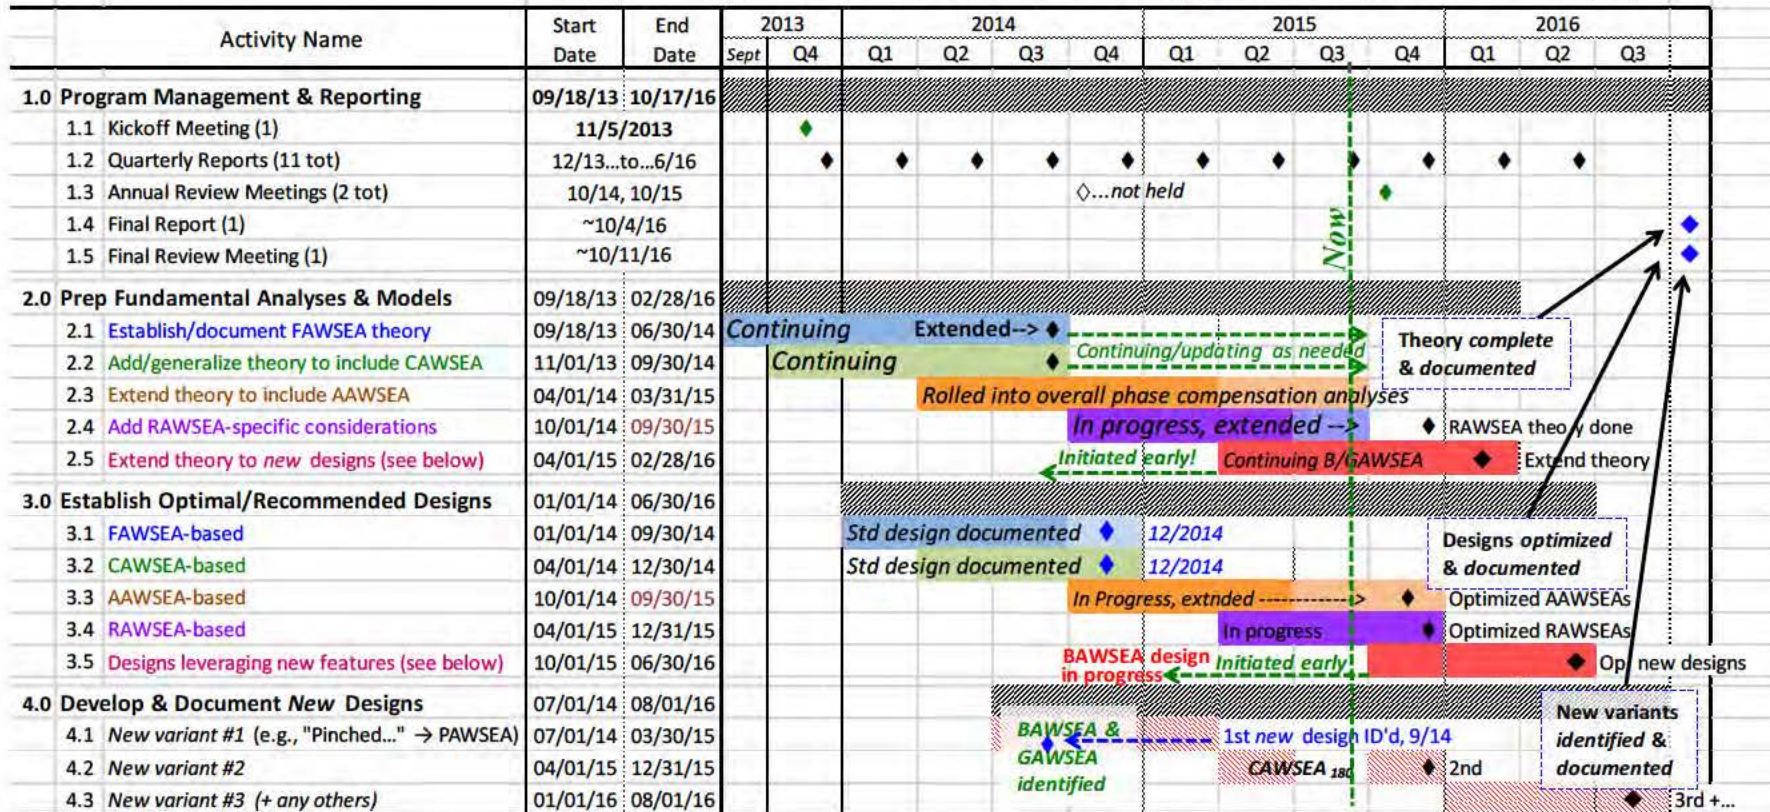 Activity Name Start Date End Date 2013 2014 2015 2016
Sept Q4 Q1 Q2 Q3 Q4 Q1 Q2 Q3 Q4 Q1 Q2 Q3
1.0 Program Management & Reporting 09/18/13 10/17/16
1.1 Kickoff Meeting (1) 11/5/2013
1.2 Quarterly Reports (11 tot) 12/13...to...6/16
1.3 Annual Review Meetings (2 tot) 10/14, 10/15 ...not held
1.4 Final Report (1) ~10/4/16
1.5 Final Review Meeting (1) ~10/11/16
Now
2.0 Prep Fundamental Analyses & Models 09/18/13 02/28/16
2.1 Establish/document FAWSEA theory 09/18/13 06/30/14 Continuing Extended-->
2.2 Add/generalize theory to include CAWSEA 11/01/13 09/30/14 Continuing Continuing/updating as needed
Theory complete
& documented
2.3 Extend theory to include AAWSEA 04/01/14 03/31/15 Rolled into overall phase compensation analyses
2.4 Add RAWSEA-specific considerations 10/01/14 09/30/15 In progress, extended --> RAWSEA theory done
2.5 Extend theory to new designs (see below) 04/01/15 02/28/16 Initiated early! Continuing B/GAWSEA Extend theory
3.0 Establish Optimal/Recommended Designs 01/01/14 06/30/16
3.1 FAWSEA-based 01/01/14 09/30/14 Std design documented 12/2014
3.2 CAWSEA-based 04/01/14 12/30/14 Std design documented 12/2014
Designs optimized
& documented
3.3 AAWSEA-based 10/01/14 09/30/15 In Progress, extnded -------------> Optimized AAWSEAs
3.4 RAWSEA-based 04/01/15 12/31/15 In progress Optimized RAWSEAs
3.5 Designs leveraging new features (see below) 10/01/15 06/30/16 BAWSEA design in progress Initiated early Op new designs
4.0 Develop & Document New Designs 07/01/14 08/01/16
4.1 New variant #1 (e.g., "Pinched..." → PAWSEA) 07/01/14 03/30/15 BAWSEA & GAWSEA identified 1st new design ID'd, 9/14
New variants
identified &
documented
4.2 New variant #2 04/01/15 12/31/15 CAWSEA 180 2nd
4.3 New variant #3 (+ any others) 01/01/16 08/01/16 3rd +...